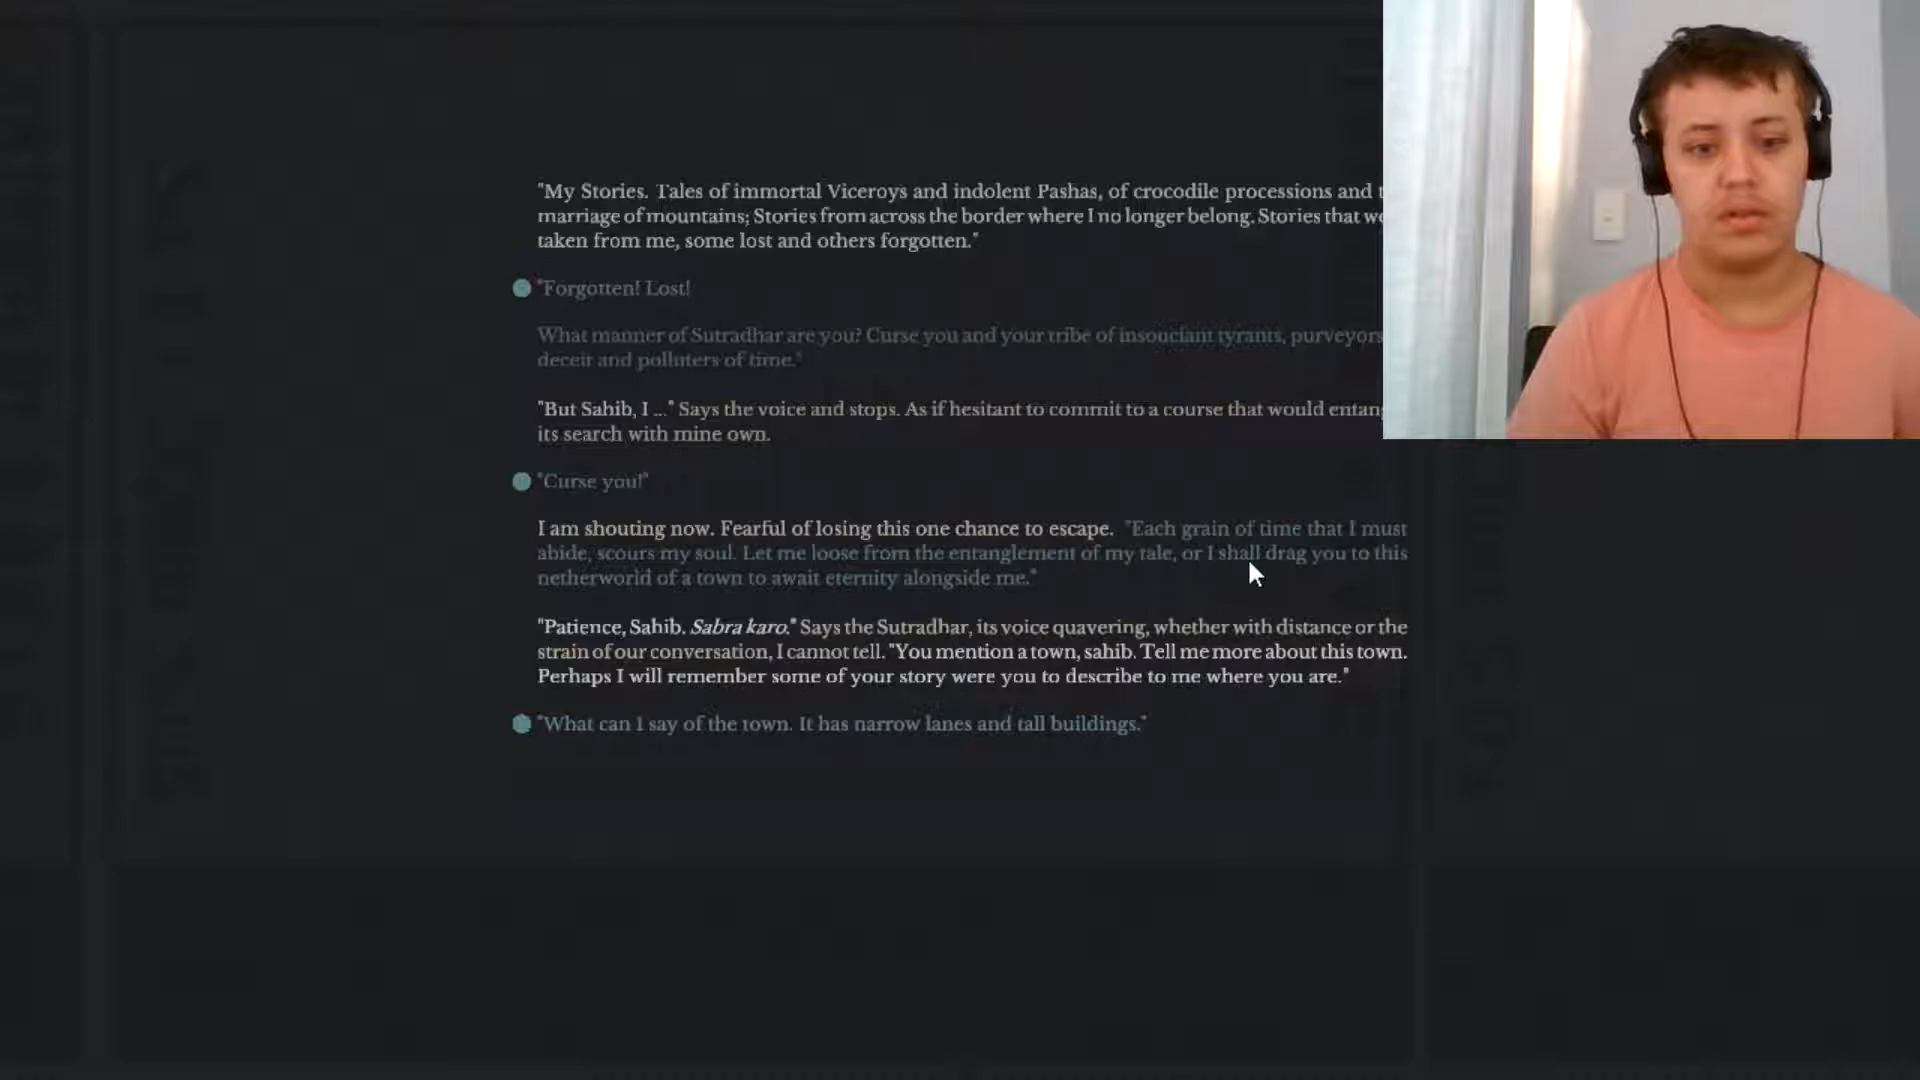 "My Stories. Tales of immortal Viceroys and indolent Pashas, of crocodile processions and
marriage of mountains; Stories from across the border where I no longer belong. Stories that
taken from me, some lost and others forgotten."
"Forgotten! Lost!
What manner of Sutradhar are you? Curse you and your tribe of insouciant tyrants, purveyors
deceit and polluters of time."
"But Sahib, I ..." Says the voice and stops. As if hesitant to commit to a course that would
its search with mine own.
"Curse you!"
I am shouting now. Fearful of losing this one chance to escape. "Each grain of time that I must
abide, scours my soul. Let me loose from the entanglement of my tale, or I shall drag you to this
netherworld of a town to await eternity alongside me."
"Patience, Sahib. Sabra karo." Says the Sutradhar, its voice quavering, whether with distance or the
strain of our conversation, I cannot tell. "You mention a town, sahib. Tell me more about this town.
Perhaps I will remember some of your story were you to describe to me where you are."
"What can I say of the town. It has narrow lanes and tall buildings."